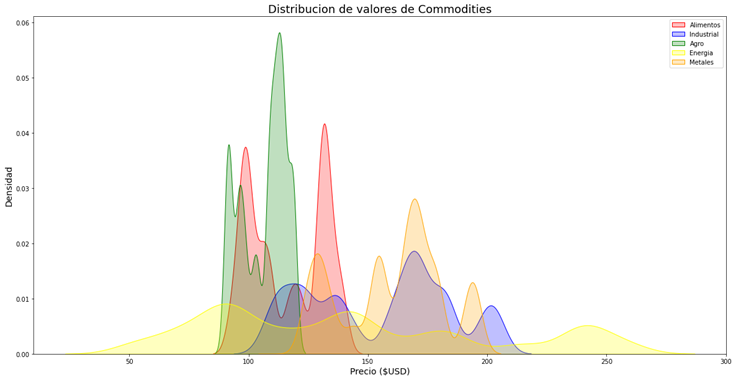 Distribucion de valores de Commodities
Alimentos
Industrial
Agro
Energia
Metales
Densidad
0.06
0.05
0.04
0.03
0.02
0.01
0.00
50
100
150
200
250
300
Precio ($USD)